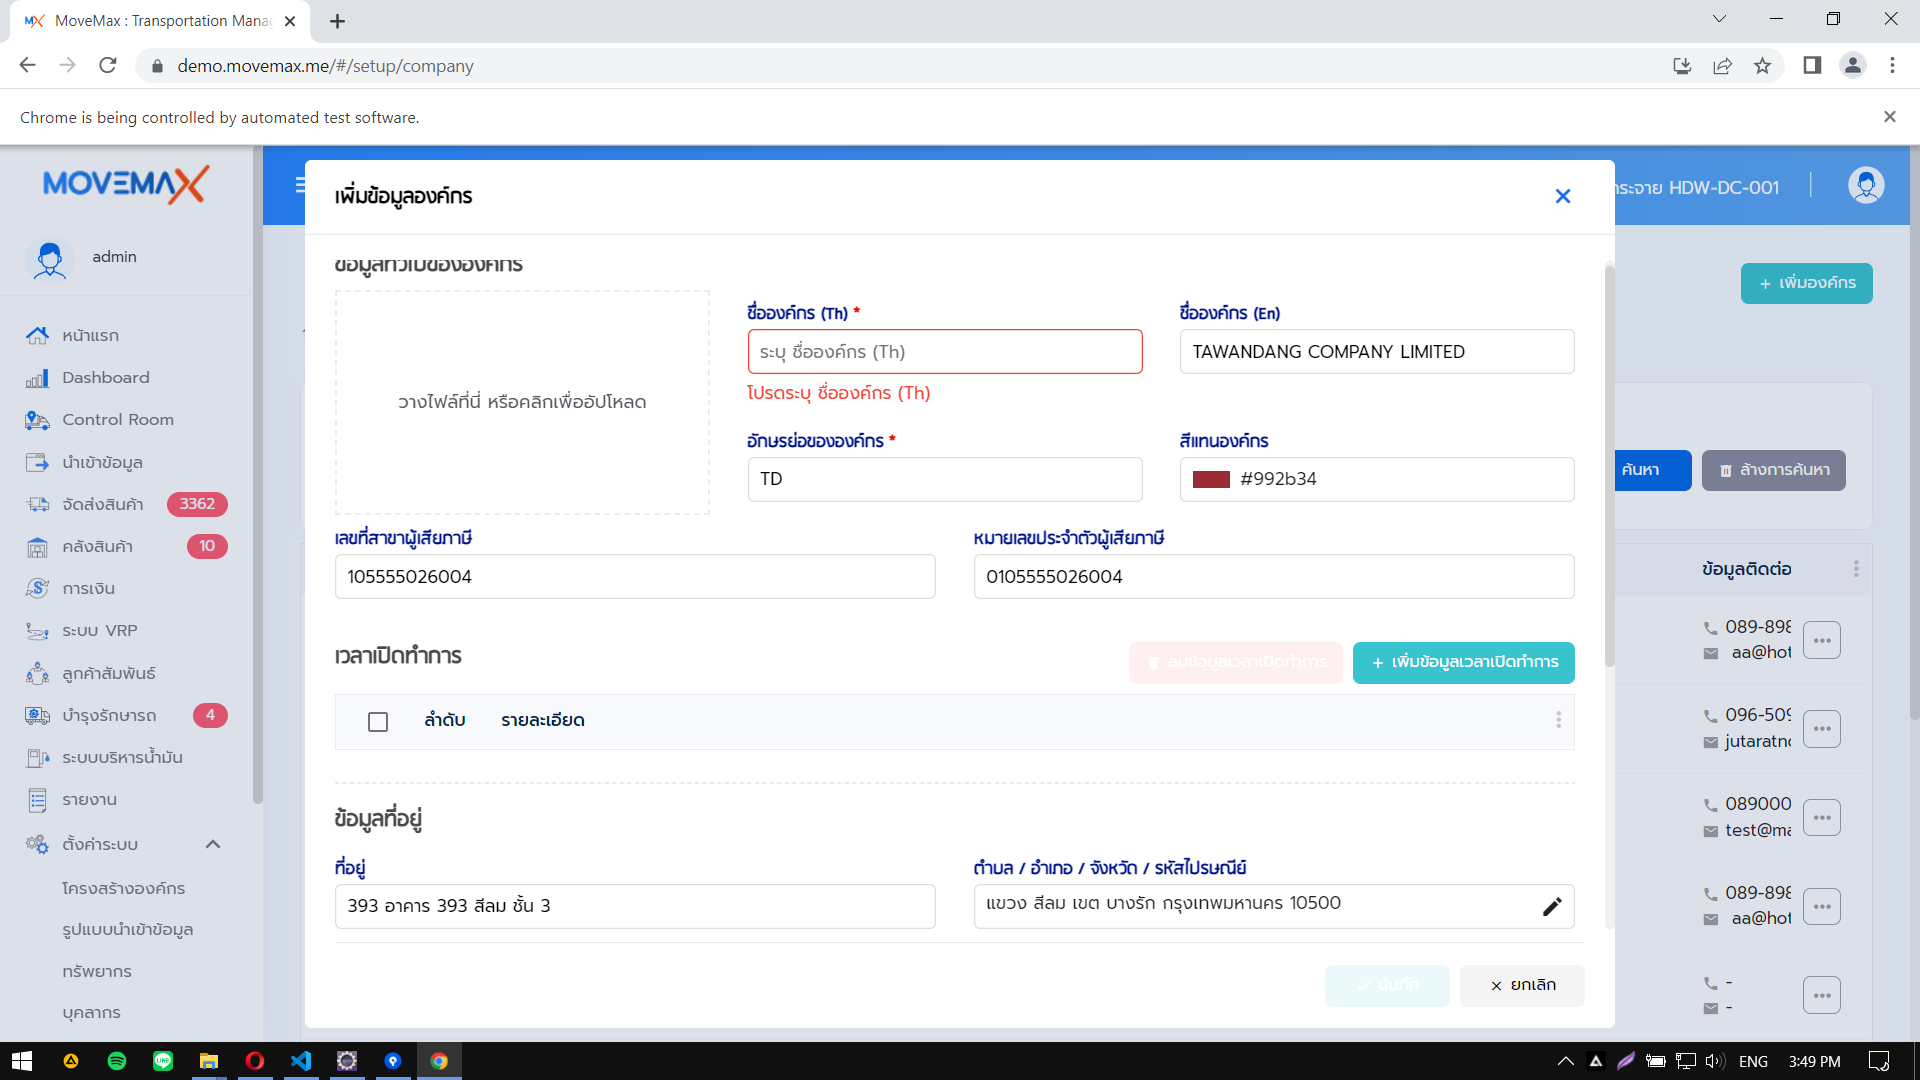 MoveMax : Transportation Mana
demo.movemax.me/#/setup/company
Chrome is being controlled by automated test software.
MOVEMAX
admin
หน้าแรก
Dashboard
Control Room
นำเข้าข้อมูล
จัดส่งสินค้า 3362
คลังสินค้า 10
การเงิน
ระบบ VRP
ลูกค้าสัมพันธ์
บำรุงรักษารถ 4
ระบบบริหารน้ำมัน
รายงาน
ตั้งค่าระบบ
โครงสร้างองค์กร
รูปแบบนำเข้าข้อมูล
ทรัพยากร
บุคลากร
กระจาย HDW-DC-001
+ เพิ่มองค์กร
ค้นหา
ล้างการค้นหา
เพิ่มข้อมูลองค์กร
ข้อมูลทั่วไปขององค์กร
วางไฟล์ที่นี่ หรือคลิกเพื่ออัปโหลด
ชื่อองค์กร (Th) *
ระบุ ชื่อองค์กร (Th)
โปรดระบุ ชื่อองค์กร (Th)
ชื่อองค์กร (En)
TAWANDANG COMPANY LIMITED
อักษรย่อขององค์กร *
TD
สีแทนองค์กร
#992b34
เลขที่สาขาผู้เสียภาษี
105555026004
หมายเลขประจำตัวผู้เสียภาษี
0105555026004
เวลาเปิดทำการ
ลบข้อมูลเวลาเปิดทำการ
+ เพิ่มข้อมูลเวลาเปิดทำการ
ลำดับ รายละเอียด
ข้อมูลที่อยู่
ที่อยู่
393 อาคาร 393 สีลม ชั้น 3
ตำบล / อำเภอ / จังหวัด / รหัสไปรษณีย์
แขวง สีลม เขต บางรัก กรุงเทพมหานคร 10500
บันทึก
ยกเลิก
ข้อมูลติดต่อ
089-898
aa@hot
096-509
jutaratn
089000
test@ma
089-898
aa@hot
-
-
ENG
3:49 PM